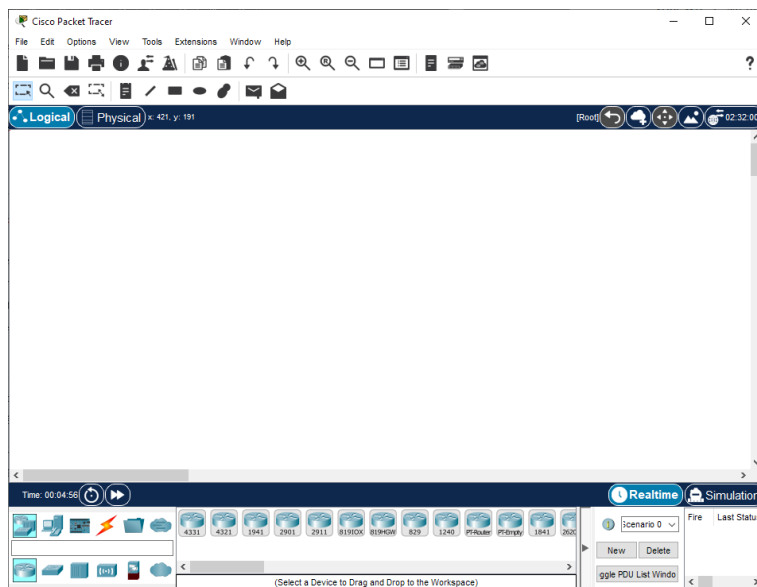 Cisco Packet Tracer
File Edit Options View Tools Extensions Window Help
?
Logical Physical x: 421, y: 191 [Root] 02:32:00
Time: 00:04:56 Realtime Simulation
4331 4321 1941 2901 2911 819IOX 819HGW 829 1240 PT-Router PT-Empty 1841 262
Scenario 0 Fire Last Statu
New Delete
ggle PDU List Windo
(Select a Device to Drag and Drop to the Workspace)